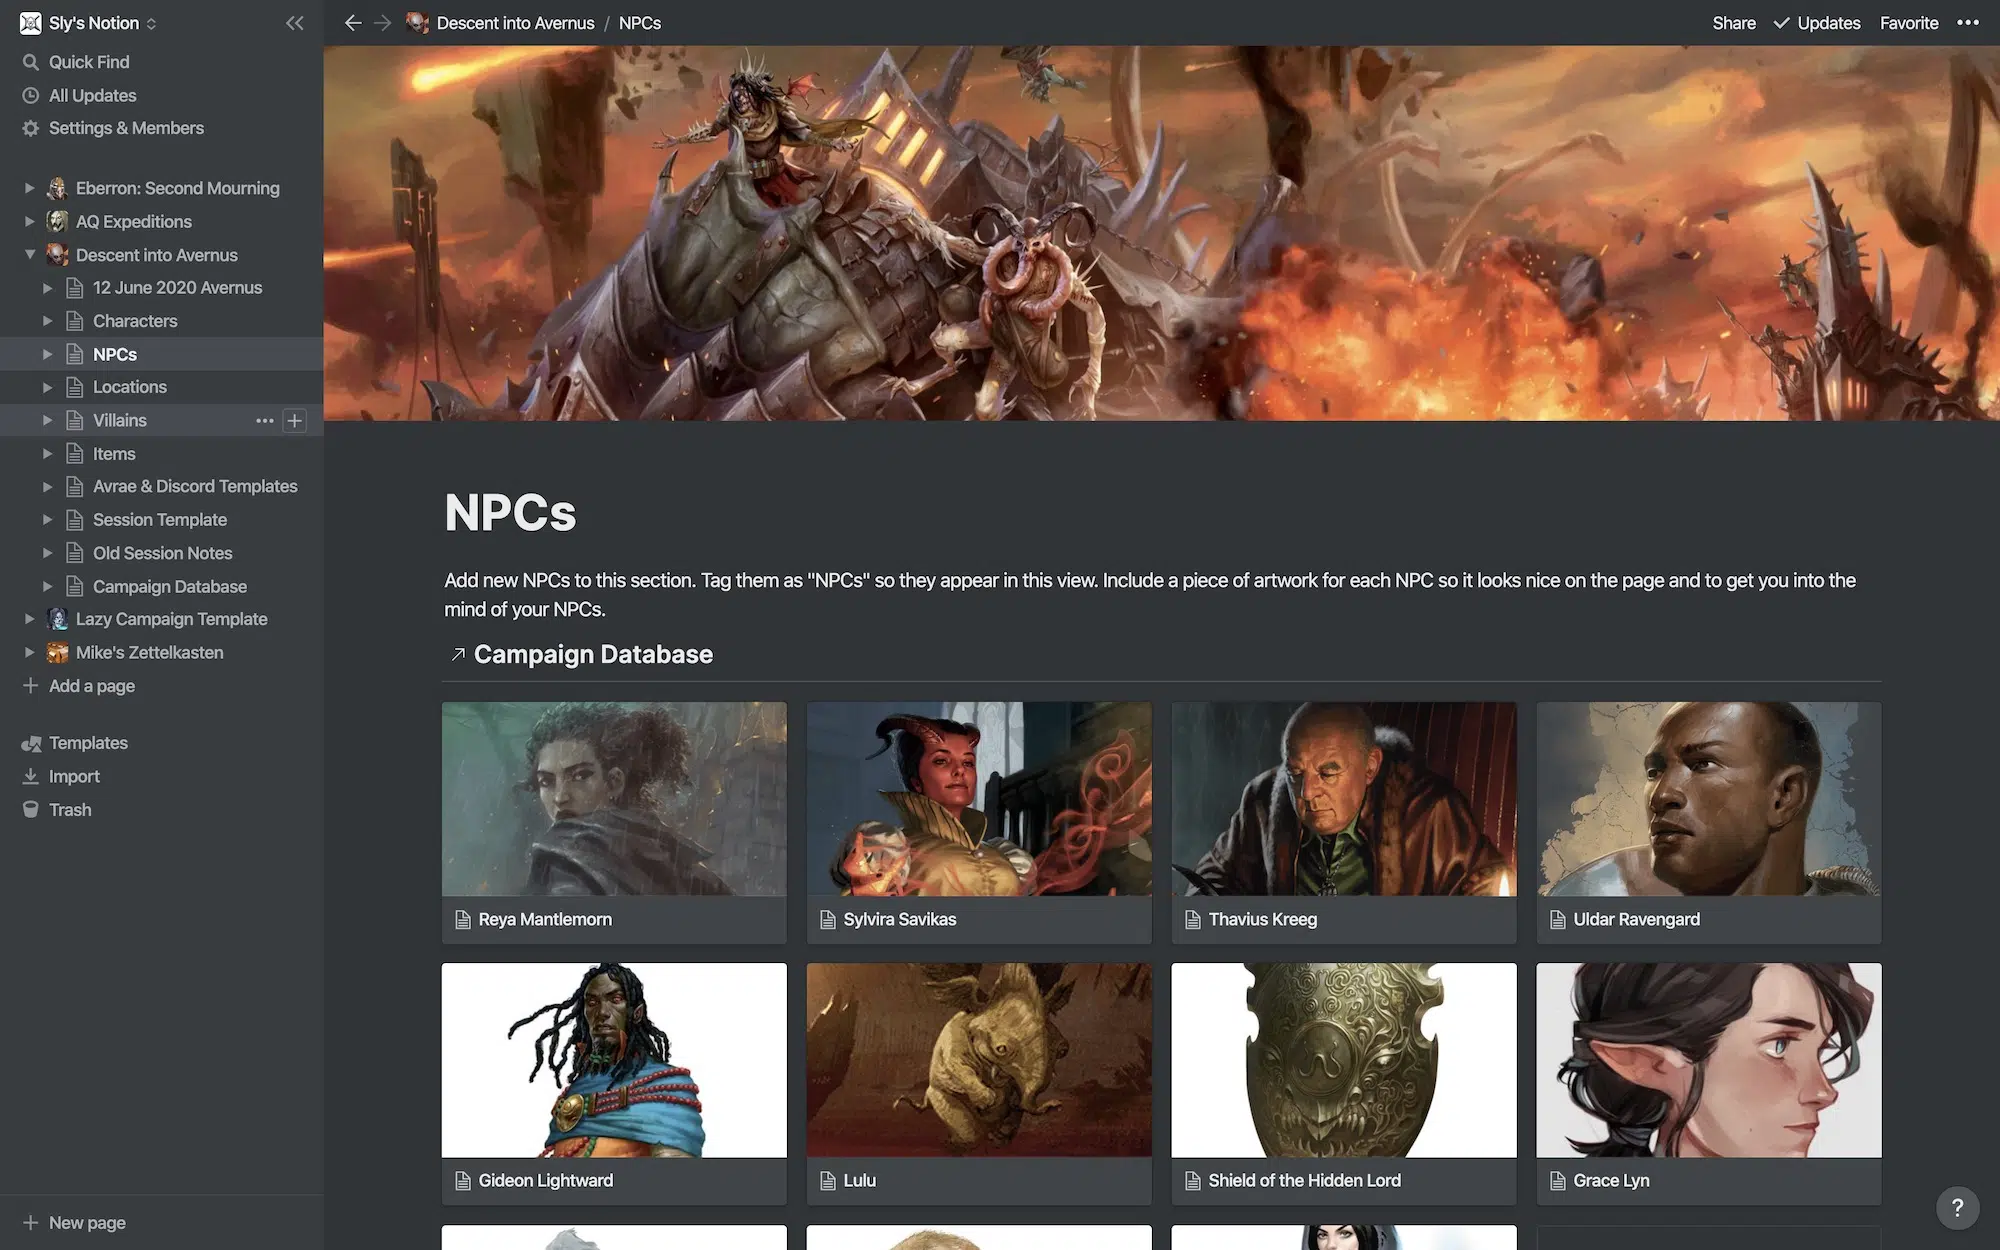 Sly's Notion
Quick Find
All Updates
Settings & Members
Eberron: Second Mourning
AQ Expeditions
Descent into Avernus
12 June 2020 Avernus
Characters
NPCs
Locations
Villains
Items
Avrae & Discord Templates
Session Template
Old Session Notes
Campaign Database
Lazy Campaign Template
Mike's Zettelkasten
Add a page
Templates
Import
Trash
New page
Descent into Avernus / NPCs
Share Updates Favorite
NPCs
Add new NPCs to this section. Tag them as "NPCs" so they appear in this view. Include a piece of artwork for each NPC so it looks nice on the page and to get you into the
mind of your NPCs.
Campaign Database
Reya Mantlemorn
Sylvira Savikas
Thavius Kreeg
Uldar Ravengard
Gideon Lightward
Lulu
Shield of the Hidden Lord
Grace Lyn
?